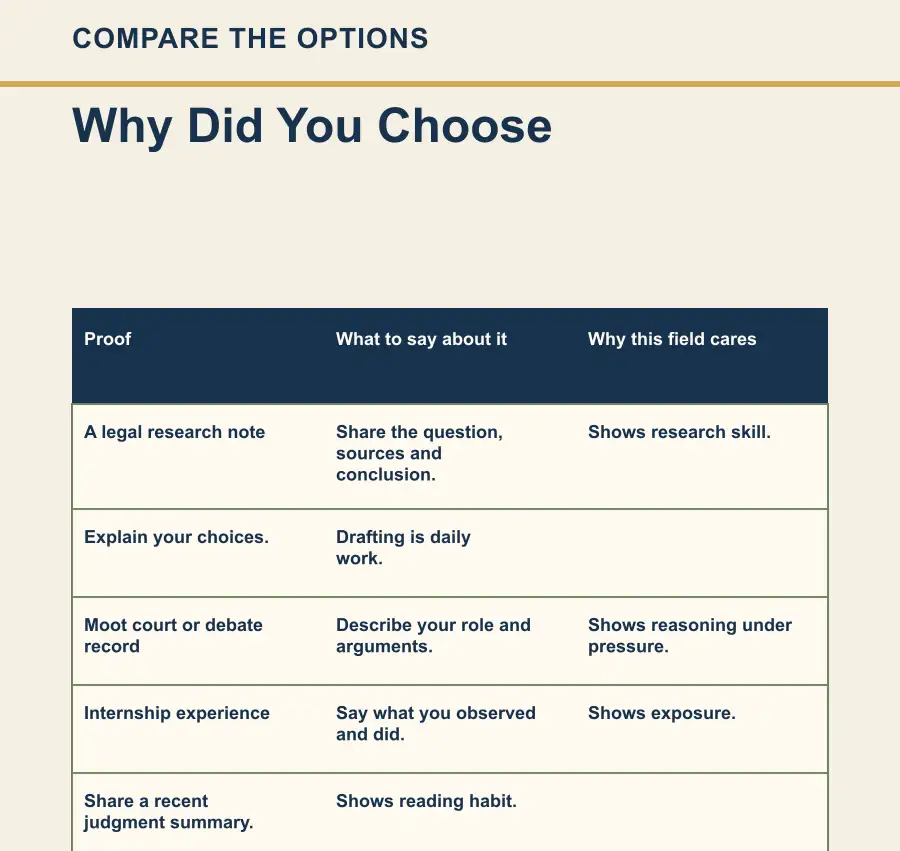 COMPARE THE OPTIONS
Why Did You Choose
Proof
What to say about it
Why this field cares
A legal research note
Share the question,
sources and
conclusion.
Shows research skill.
Explain your choices.
Drafting is daily
work.
Moot court or debate
record
Describe your role and
arguments.
Shows reasoning under
pressure.
Internship experience
Say what you observed
and did.
Shows exposure.
Share a recent
judgment summary.
Shows reading habit.